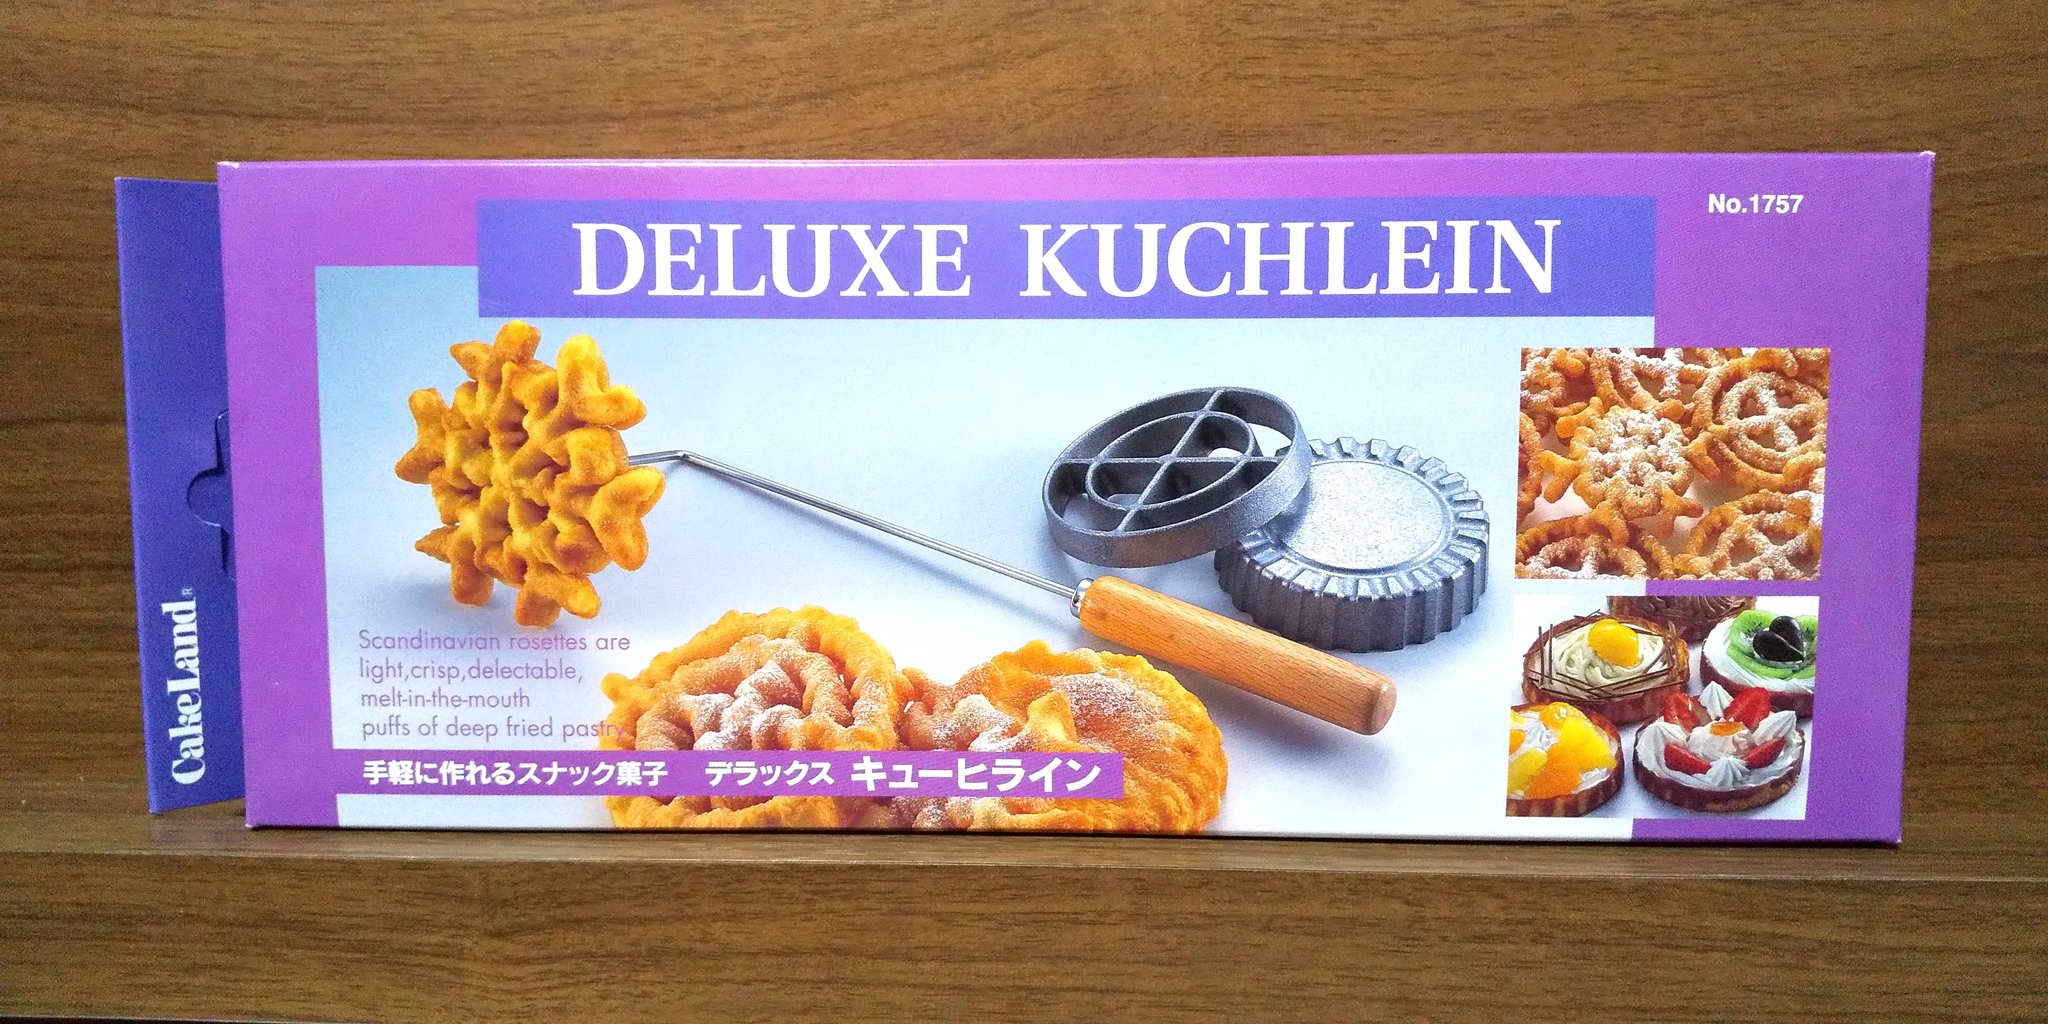 DELUXE KUCHLEIN
No.1757
CakeLand®
Scandinavian rosettes are
light,crisp,delectable,
melt-in-the-mouth
puffs of deep fried pastry
手軽に作れるスナック菓子 デラックス キューヒライン